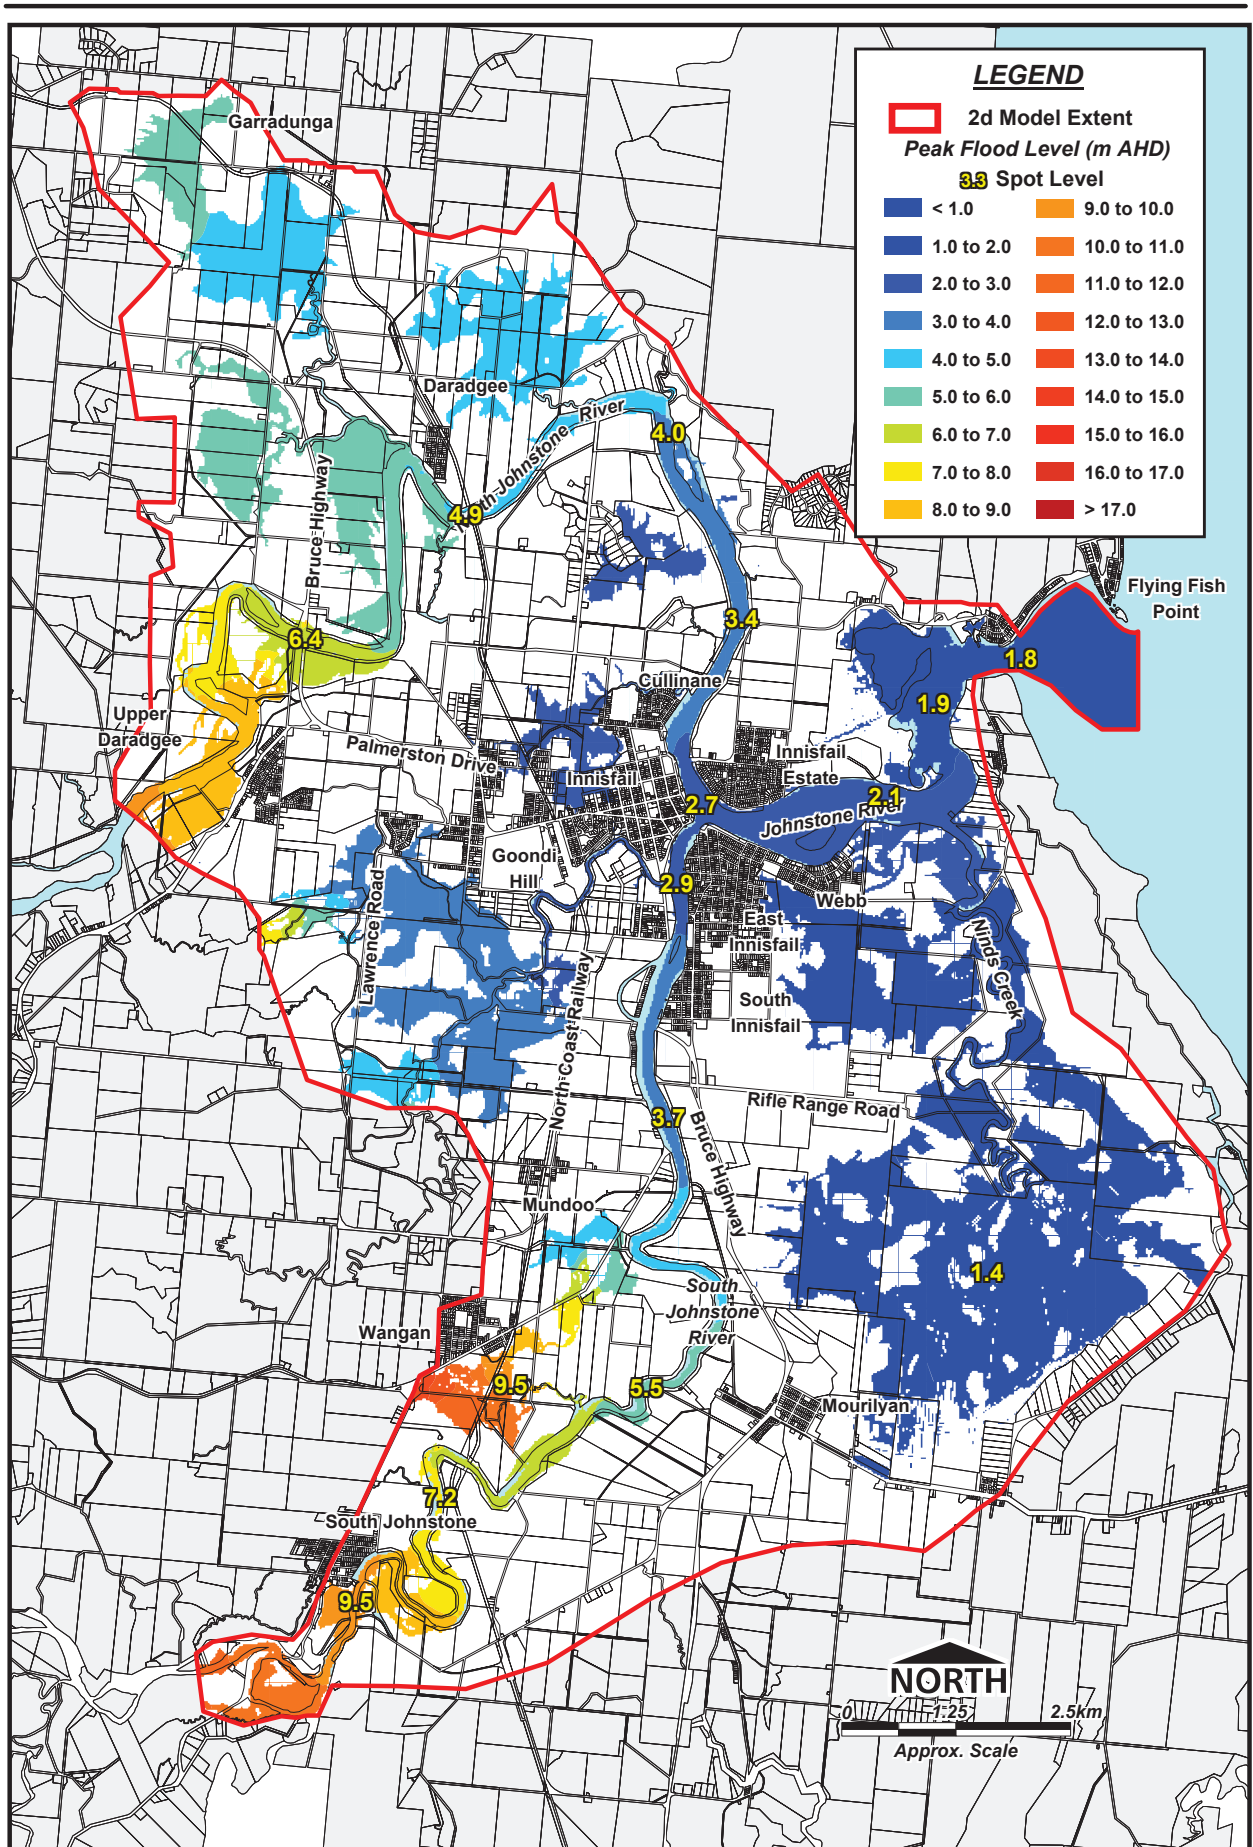 LEGEND
2d Model Extent
Peak Flood Level (m AHD)
3.3 Spot Level
< 1.0
9.0 to 10.0
1.0 to 2.0
10.0 to 11.0
2.0 to 3.0
11.0 to 12.0
3.0 to 4.0
12.0 to 13.0
4.0 to 5.0
13.0 to 14.0
5.0 to 6.0
14.0 to 15.0
6.0 to 7.0
15.0 to 16.0
7.0 to 8.0
16.0 to 17.0
8.0 to 9.0
> 17.0
Garradunga
Daradgee
North Johnstone River
4.0
4.9
Bruce Highway
Flying Fish
Point
3.4
6.4
1.8
Cullinane
1.9
Upper
Daradgee
Palmerston Drive
Innisfail
Estate
Innisfail
2.7
2.1
Johnstone River
Goondi
Hill
2.9
Lawrence Road
Webb
East
Innisfail
Ninds Creek
South
Innisfail
North Coast Railway
3.7
Rifle Range Road
Bruce Highway
Mundoo
1.4
South
Johnstone
River
Wangan
9.5
5.5
Mourilyan
7.2
South Johnstone
9.5
NORTH
0
1.25
2.5km
Approx. Scale